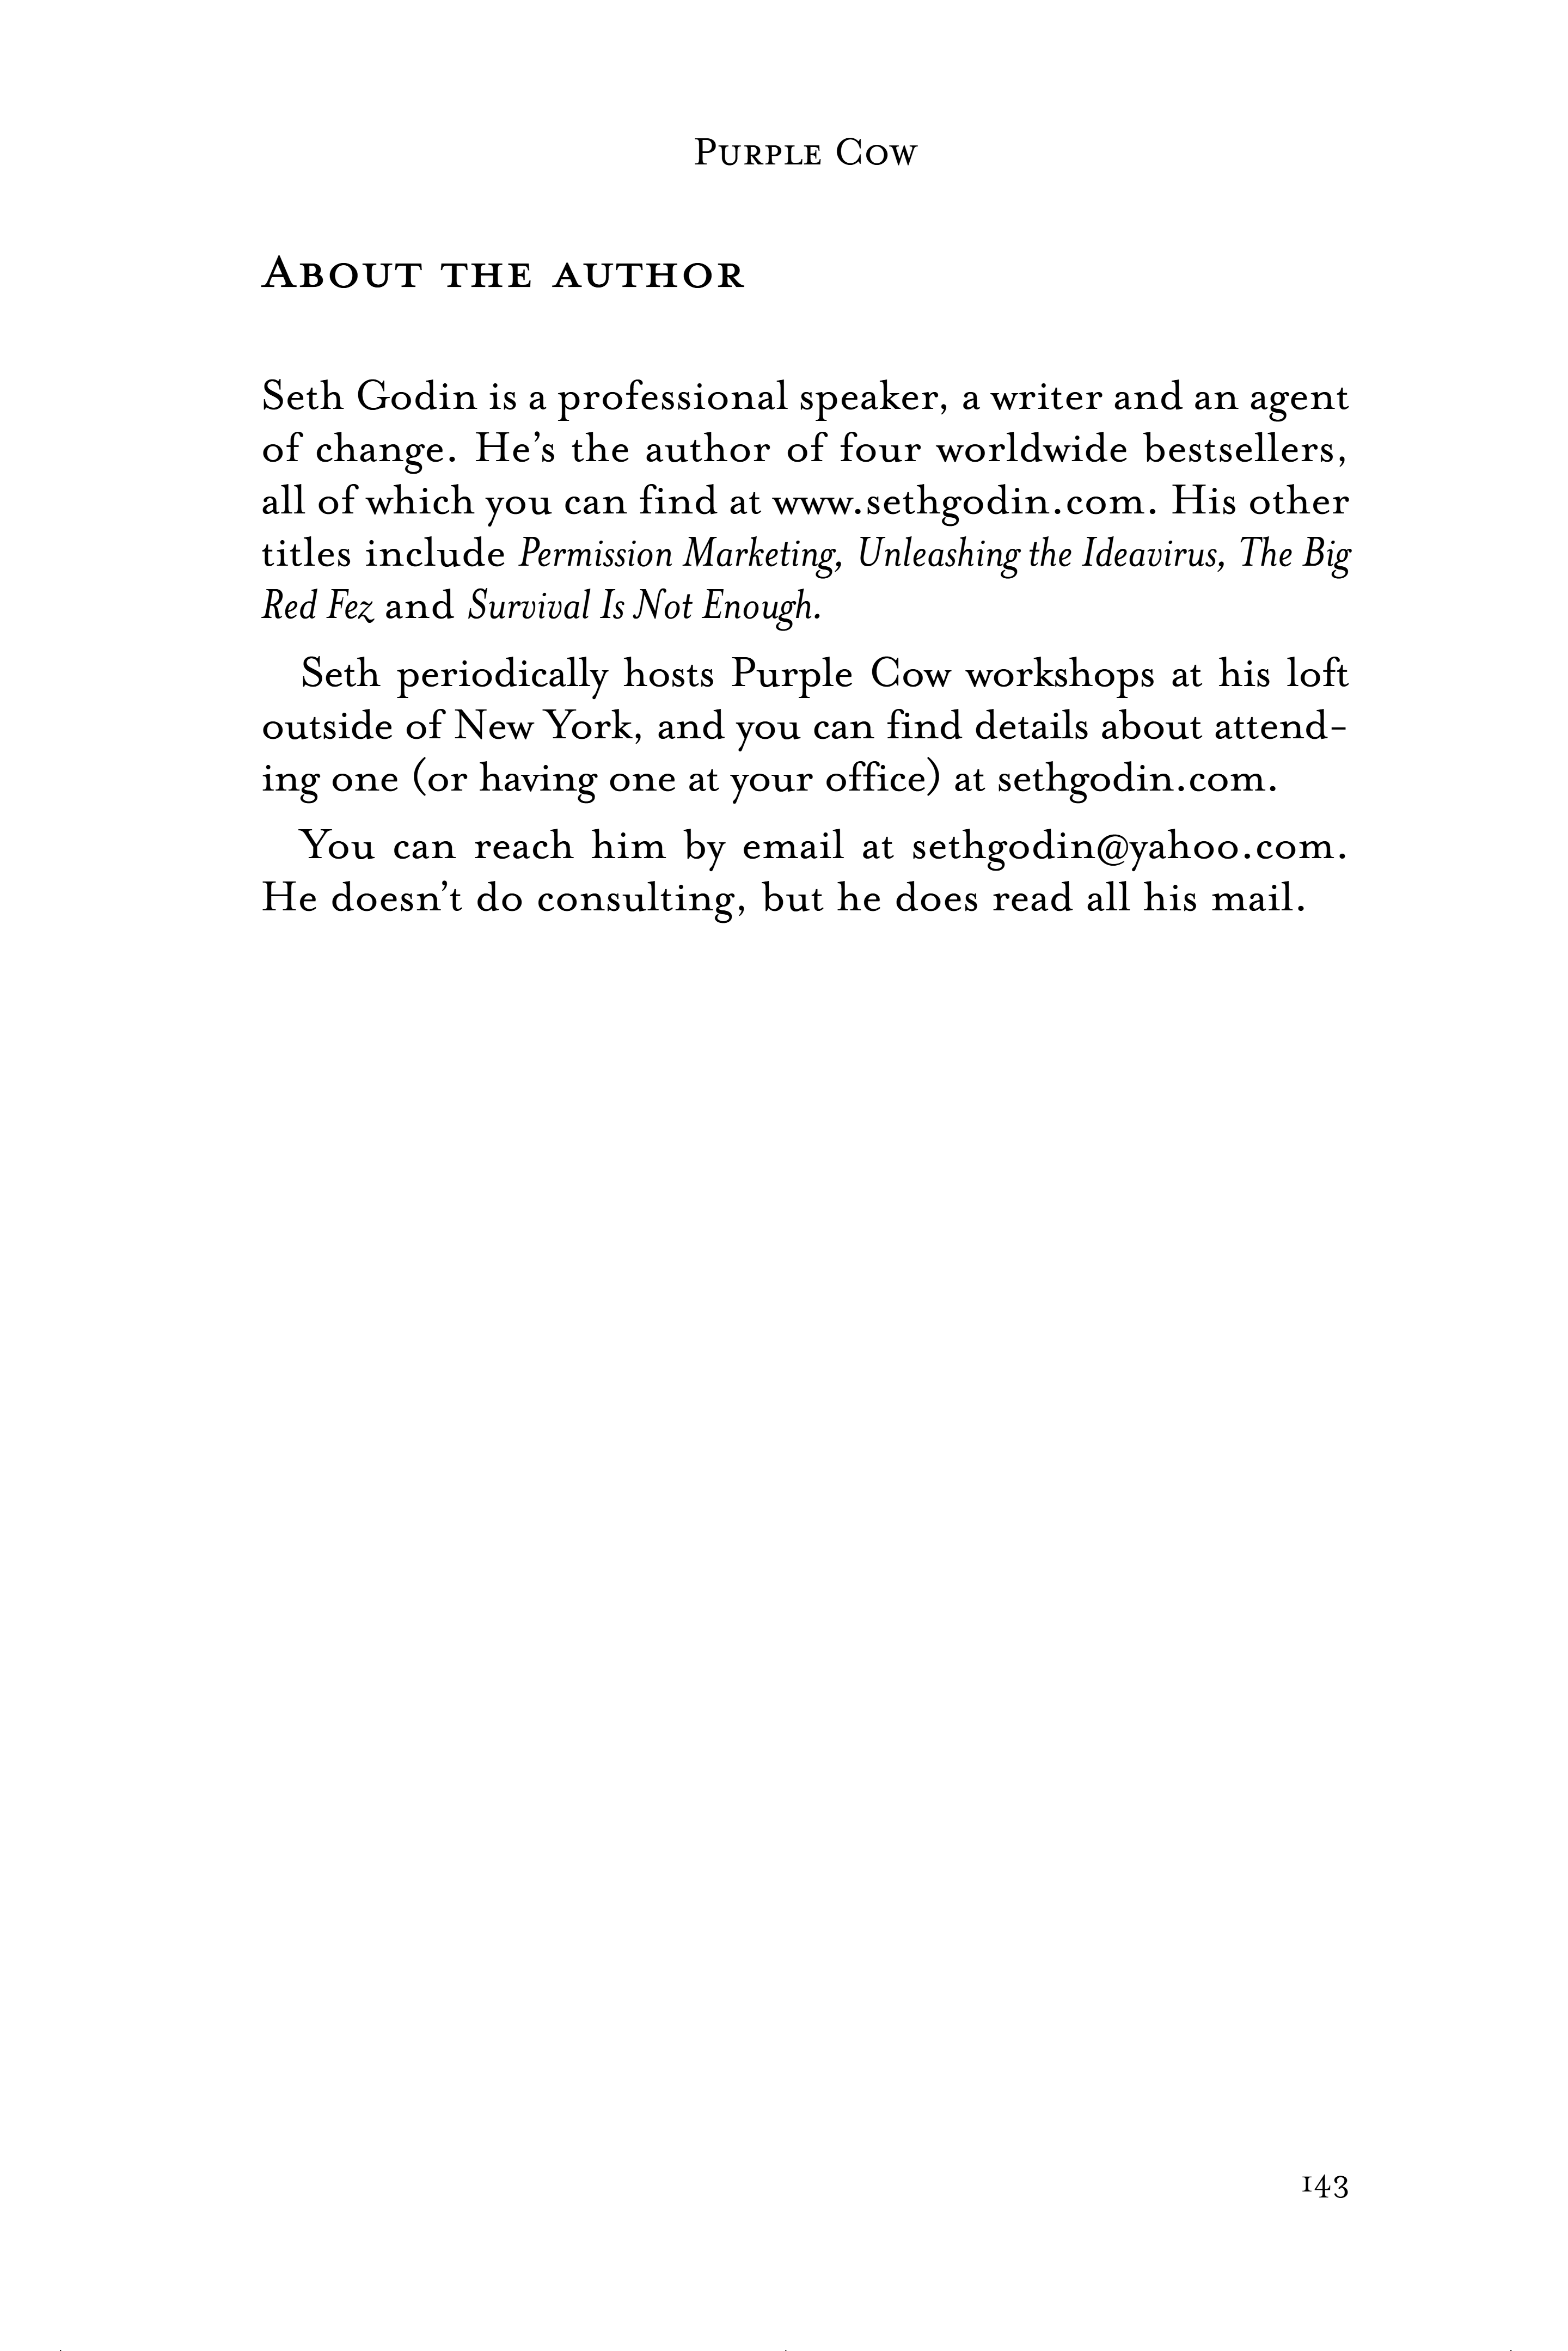 Purple Cow
About the author
Seth Godin is a professional speaker, a writer and an agent
of change. He’s the author of four worldwide bestsellers,
all of which you can find at www.sethgodin.com. His other
titles include Permission Marketing, Unleashing the Ideavirus, The Big
Red Fez and Survival Is Not Enough.
Seth periodically hosts Purple Cow workshops at his loft
outside of New York, and you can find details about attend-
ing one (or having one at your office) at sethgodin.com.
You can reach him by email at sethgodin@yahoo.com.
He doesn’t do consulting, but he does read all his mail.
143